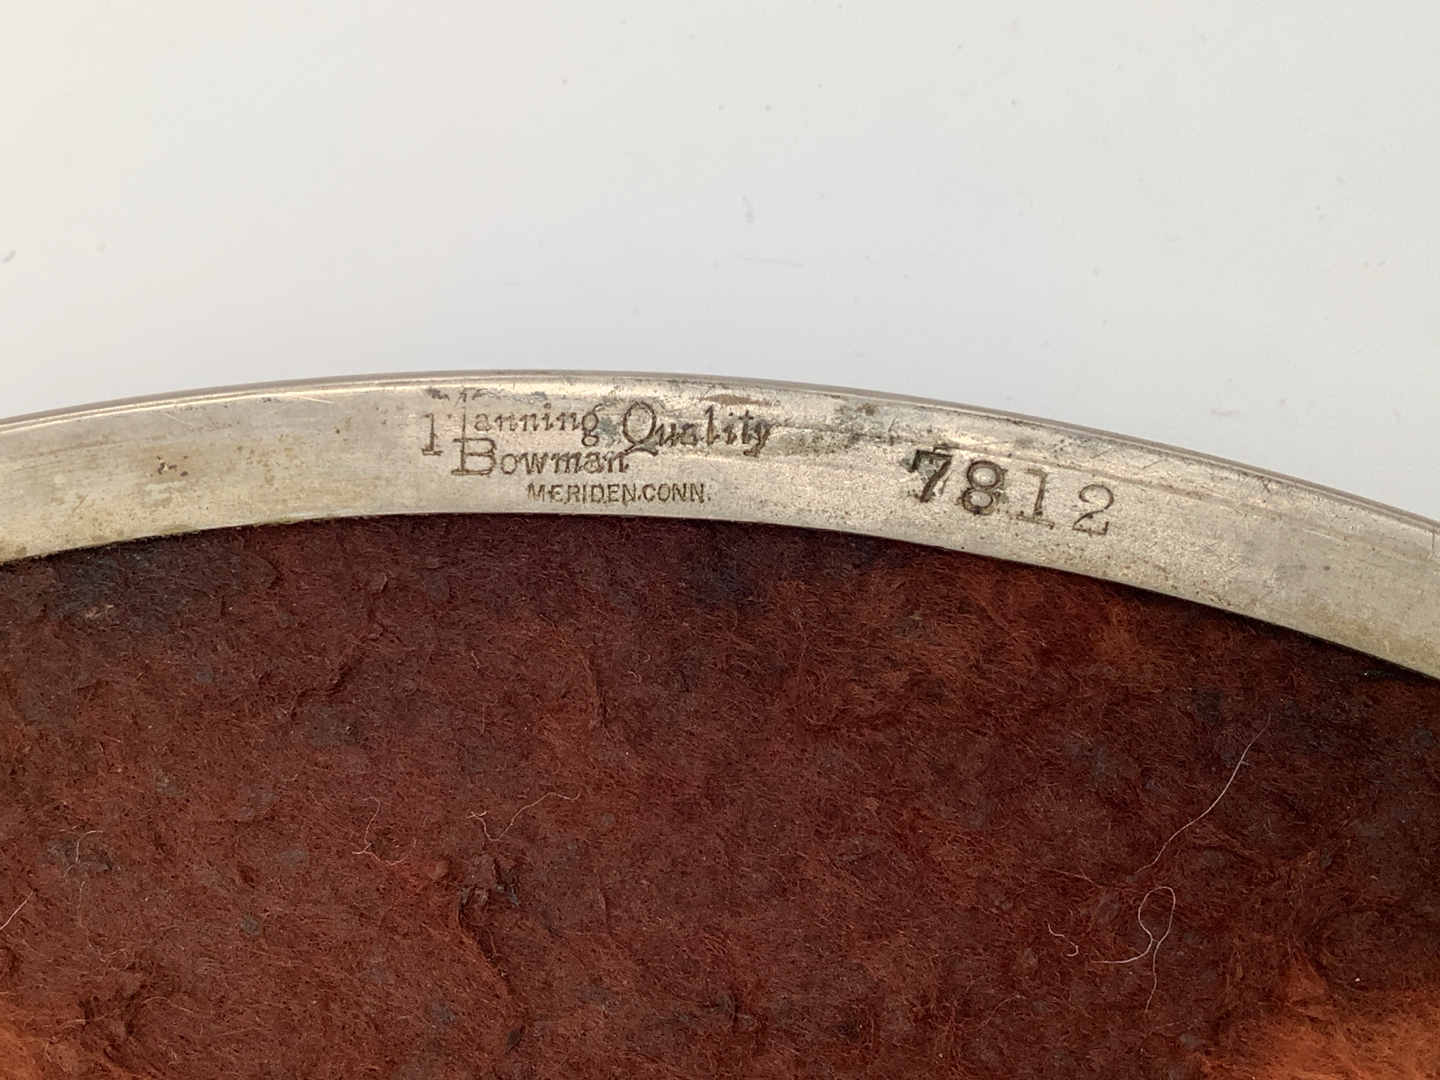 Manning Quality
Bowman
MERIDEN.CONN.
7812